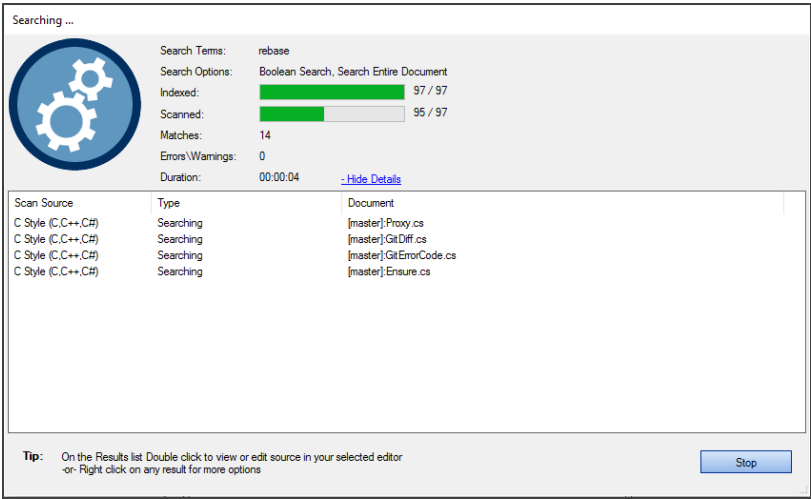 Searching ...
Search Terms: rebase
Search Options: Boolean Search, Search Entire Document
Indexed: 97 / 97
Scanned: 95 / 97
Matches: 14
Errors\Warnings: 0
Duration: 00:00:04 - Hide Details
Scan Source Type Document
C Style (C,C++,C#) Searching [master]:Proxy.cs
C Style (C,C++,C#) Searching [master]:GitDiff.cs
C Style (C,C++,C#) Searching [master]:GitErrorCode.cs
C Style (C,C++,C#) Searching [master]:Ensure.cs
Tip: On the Results list Double click to view or edit source in your selected editor
-or- Right click on any result for more options
Stop